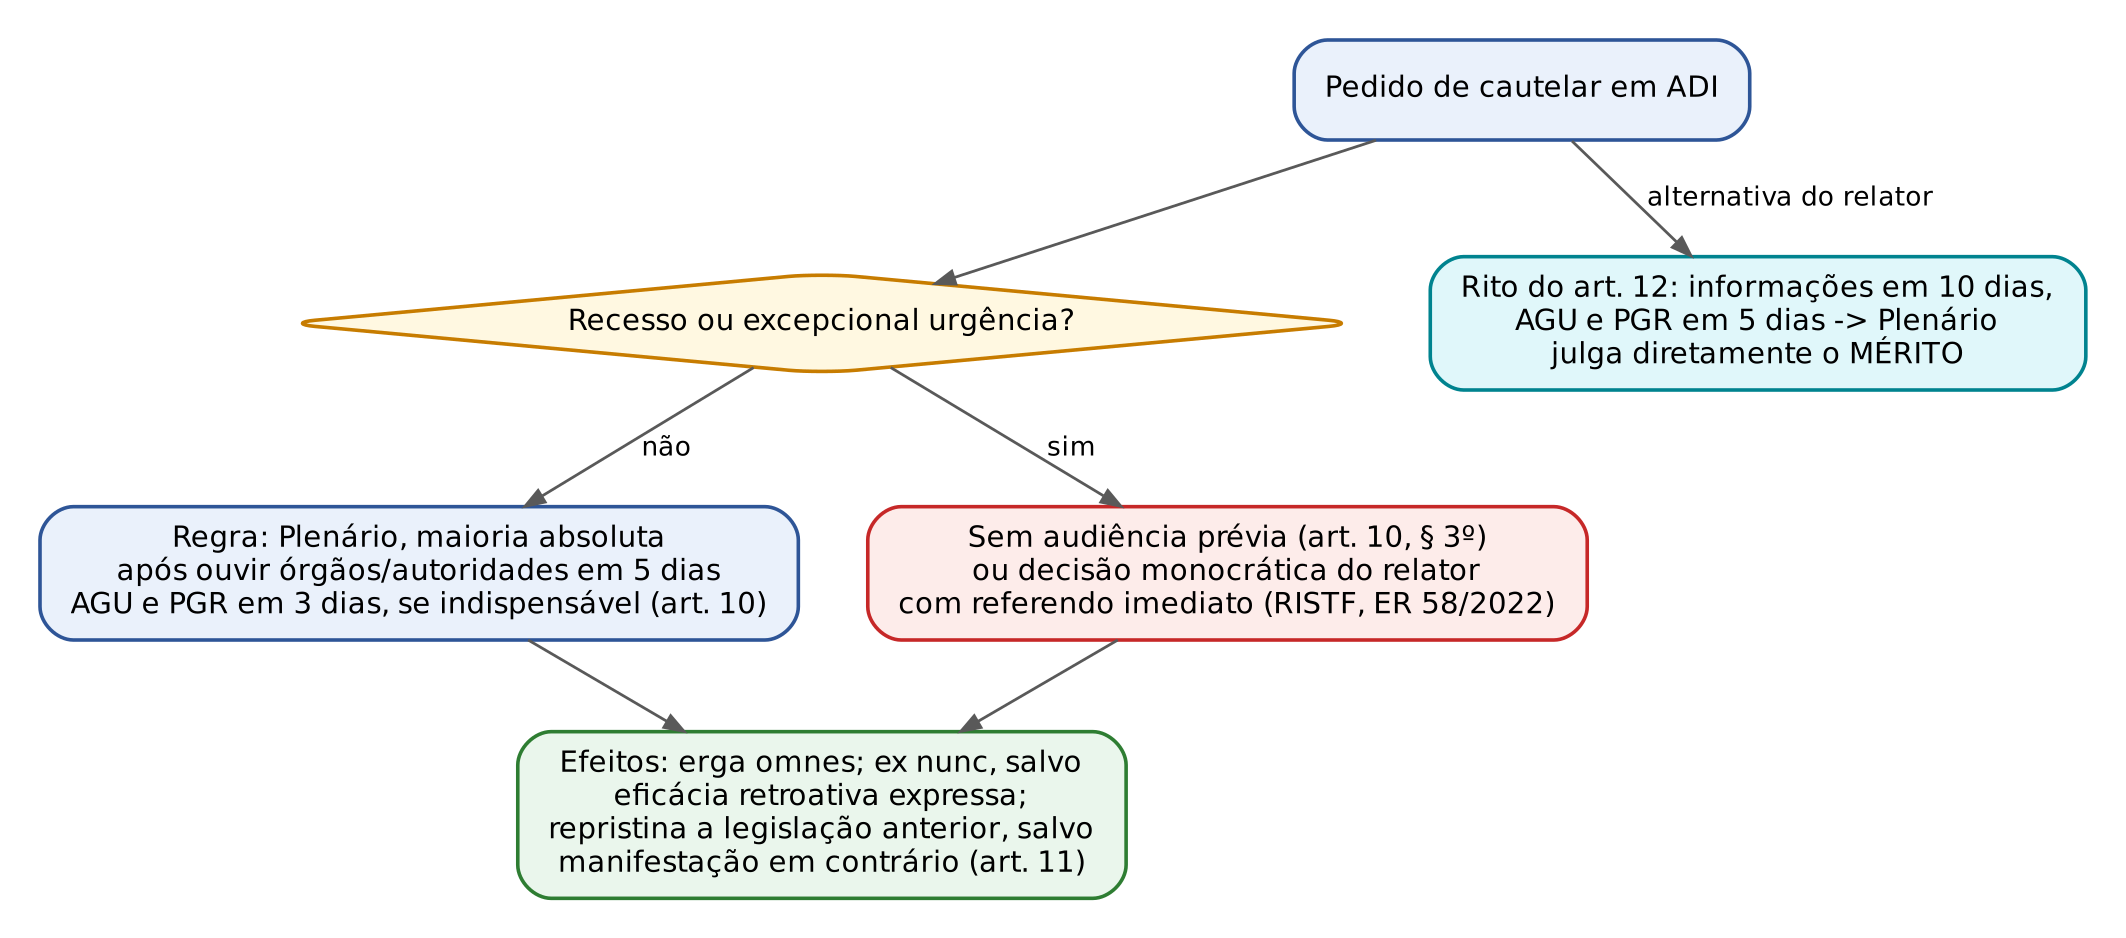 Pedido de cautelar em ADI
alternativa do relator
Recesso ou excepcional urgência?
Rito do art. 12: informações em 10 dias,
AGU e PGR em 5 dias -> Plenário
julga diretamente o MÉRITO
não
sim
Regra: Plenário, maioria absoluta
após ouvir órgãos/autoridades em 5 dias
AGU e PGR em 3 dias, se indispensável (art. 10)
Sem audiência prévia (art. 10, § 3º)
ou decisão monocrática do relator
com referendo imediato (RISTF, ER 58/2022)
Efeitos: erga omnes; ex nunc, salvo
eficácia retroativa expressa;
repristina a legislação anterior, salvo
manifestação em contrário (art. 11)